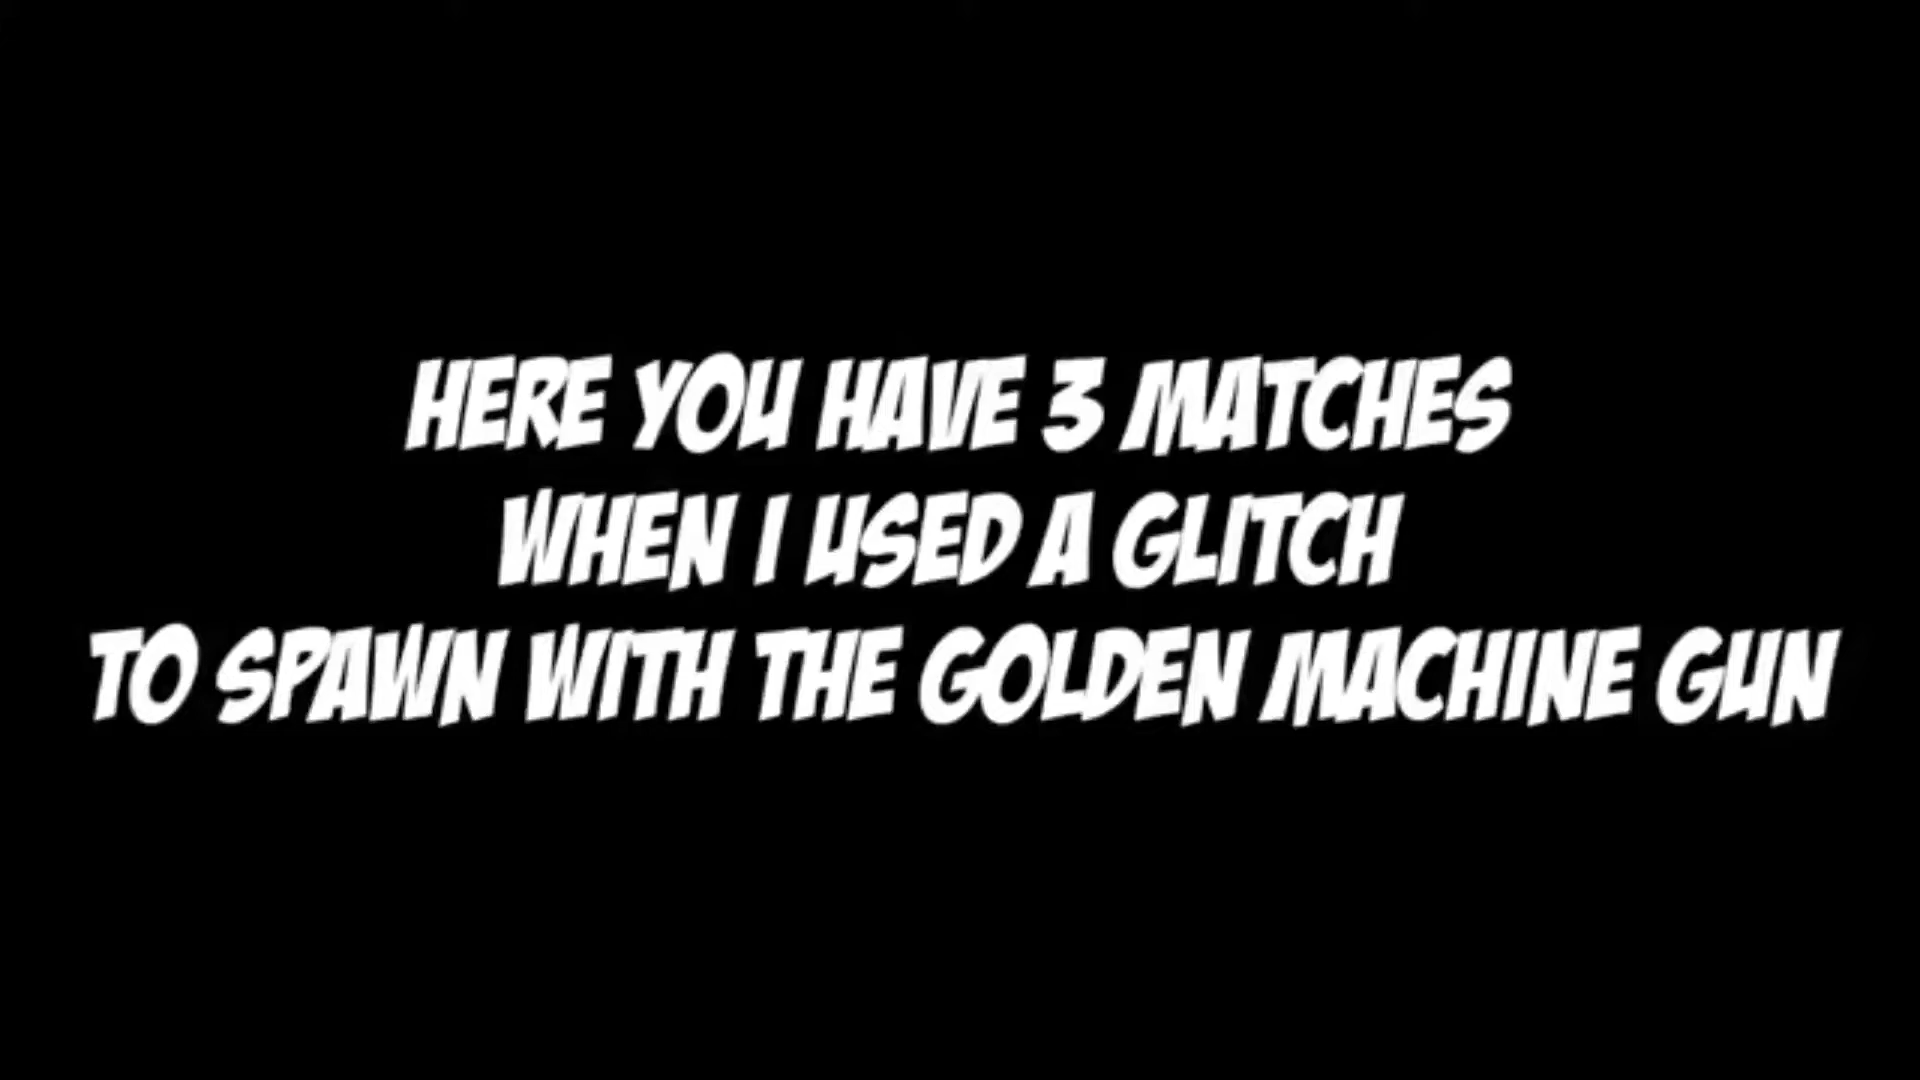 HERE YOU HAVE 3 MATCHES
WHEN I USED A GLITCH
TO SPAWN WITH THE GOLDEN MACHINE GUN